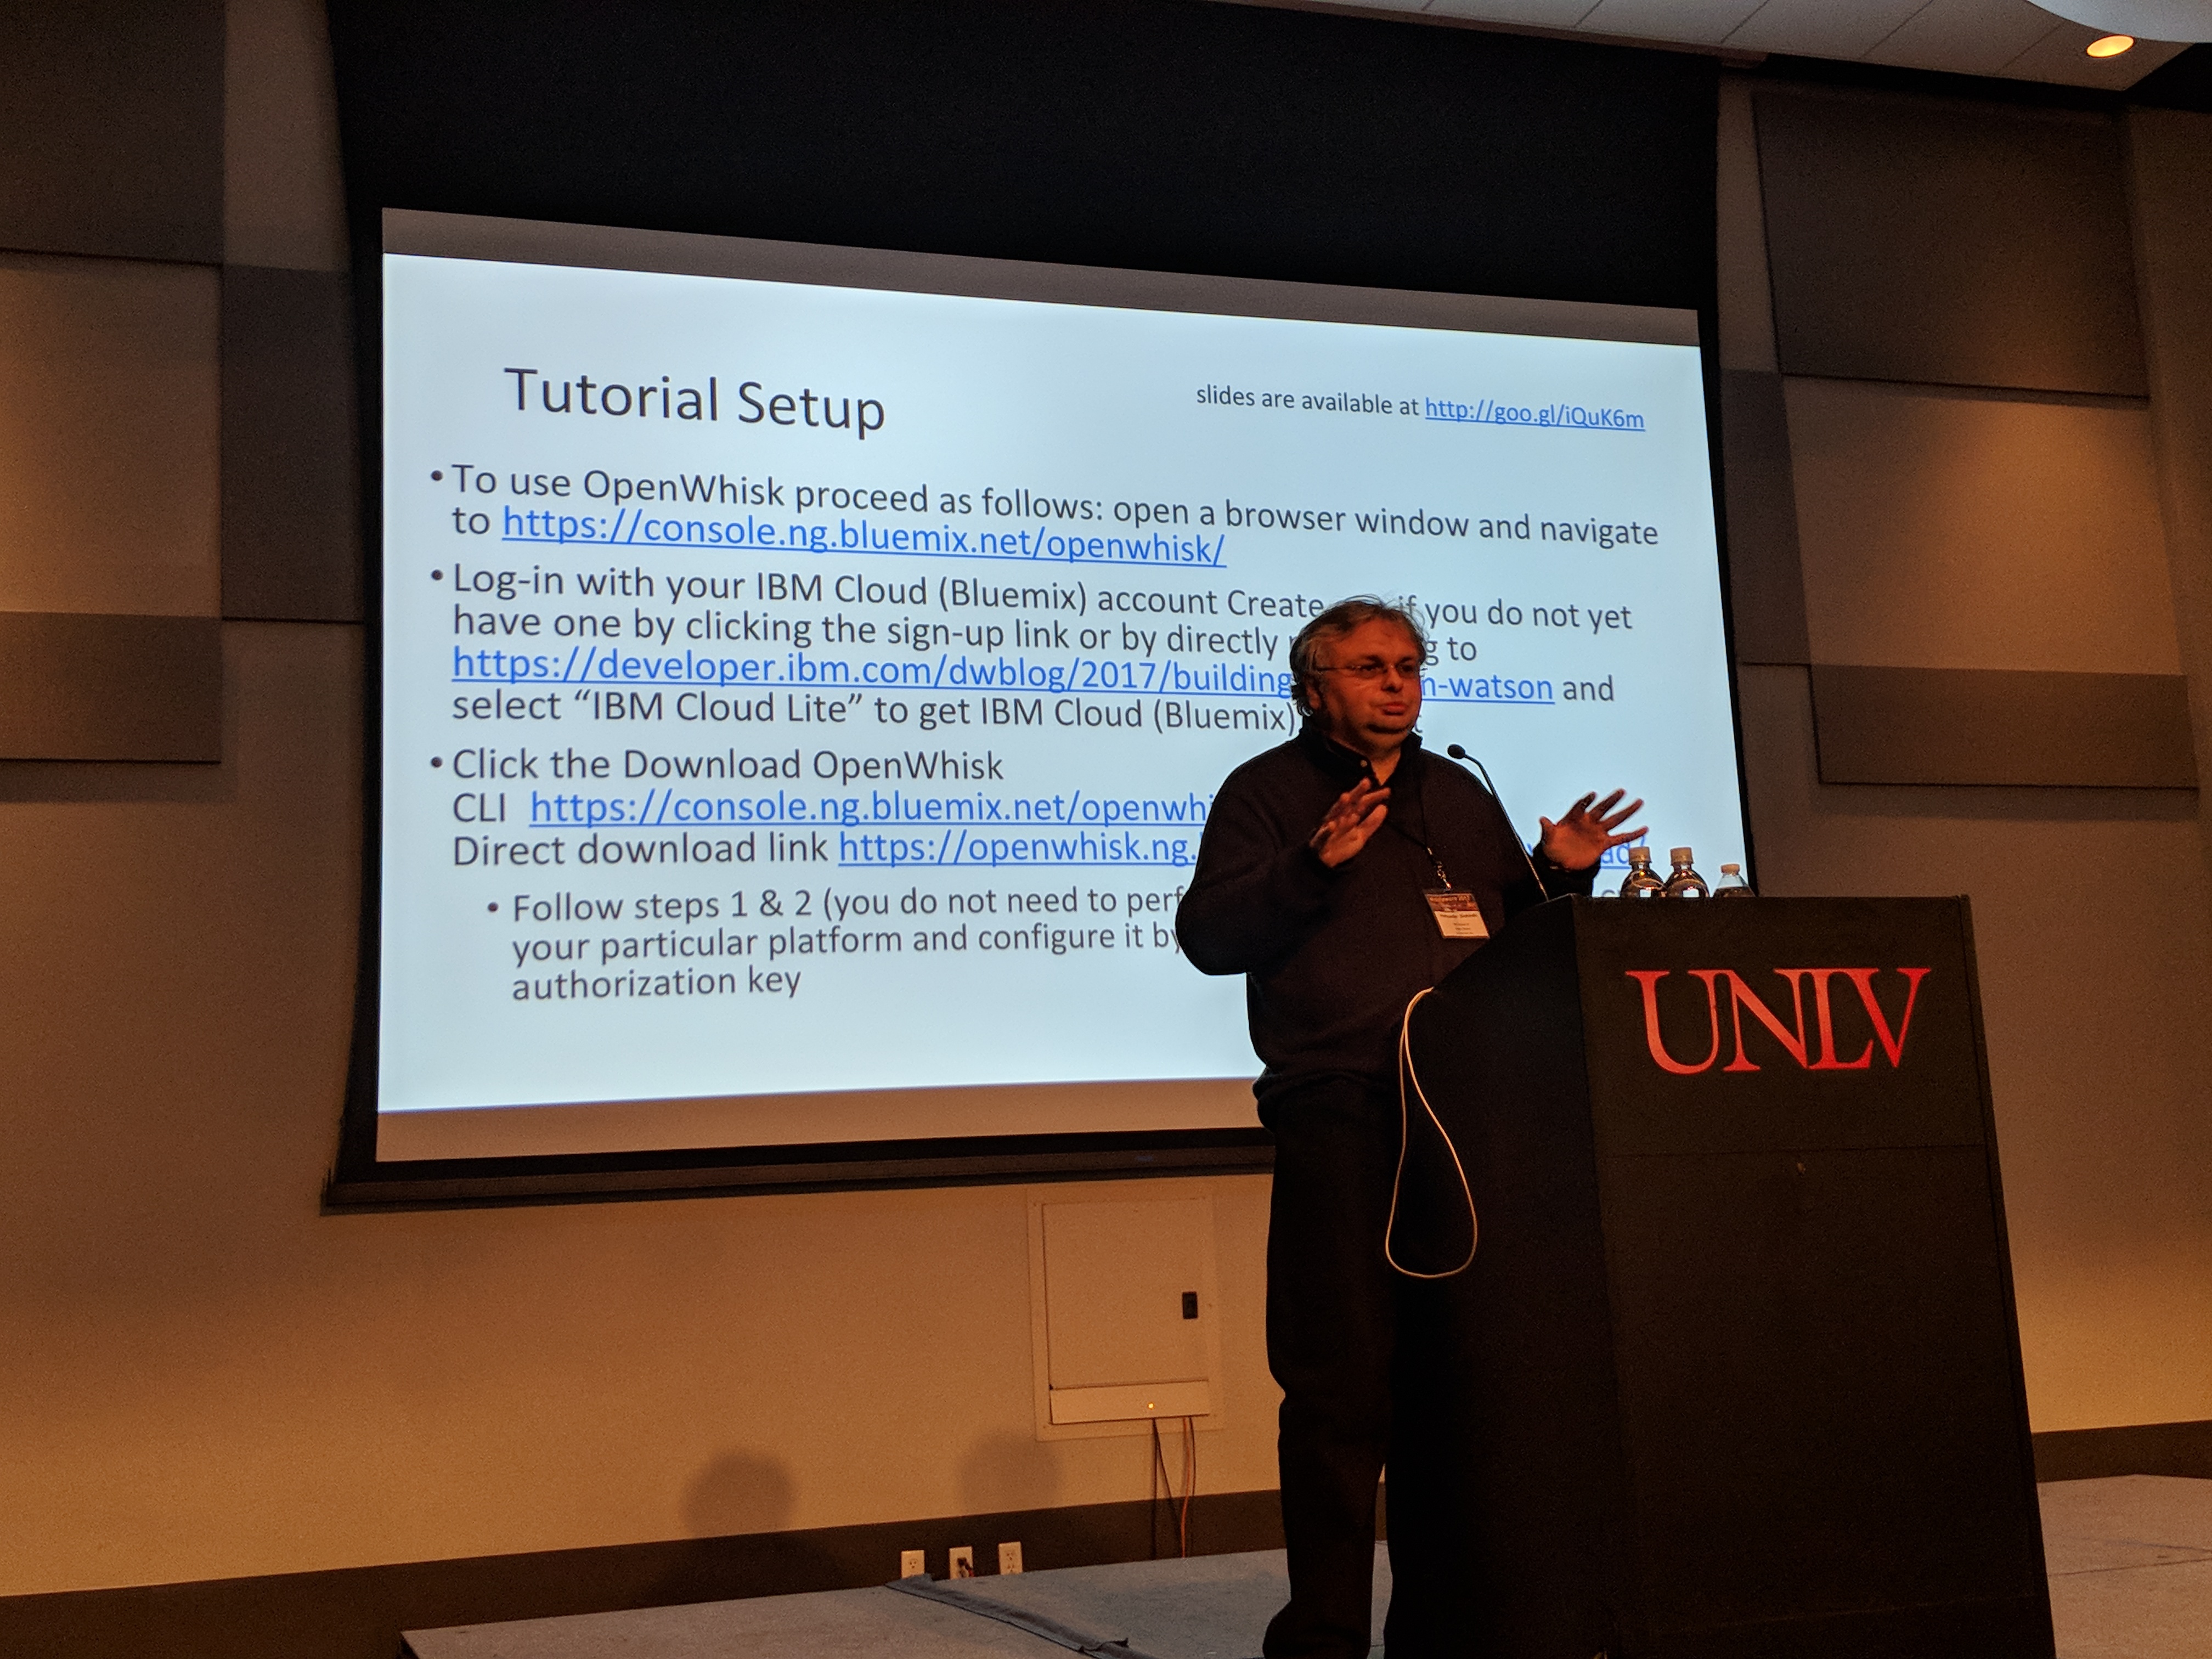 Tutorial Setup
slides are available at http://goo.gl/iQuK6m
• To use OpenWhisk proceed as follows: open a browser window and navigate
to https://console.ng.bluemix.net/openwhisk/
• Log-in with your IBM Cloud (Bluemix) account Create if you do not yet
have one by clicking the sign-up link or by directly to
https://developer.ibm.com/dwblog/2017/building n-watson and
select “IBM Cloud Lite” to get IBM Cloud (Bluemix)
• Click the Download OpenWhisk
CLI https://console.ng.bluemix.net/openwhi
Direct download link https://openwhisk.ng.
• Follow steps 1 & 2 (you do not need to perf
your particular platform and configure it by
authorization key
UNLV